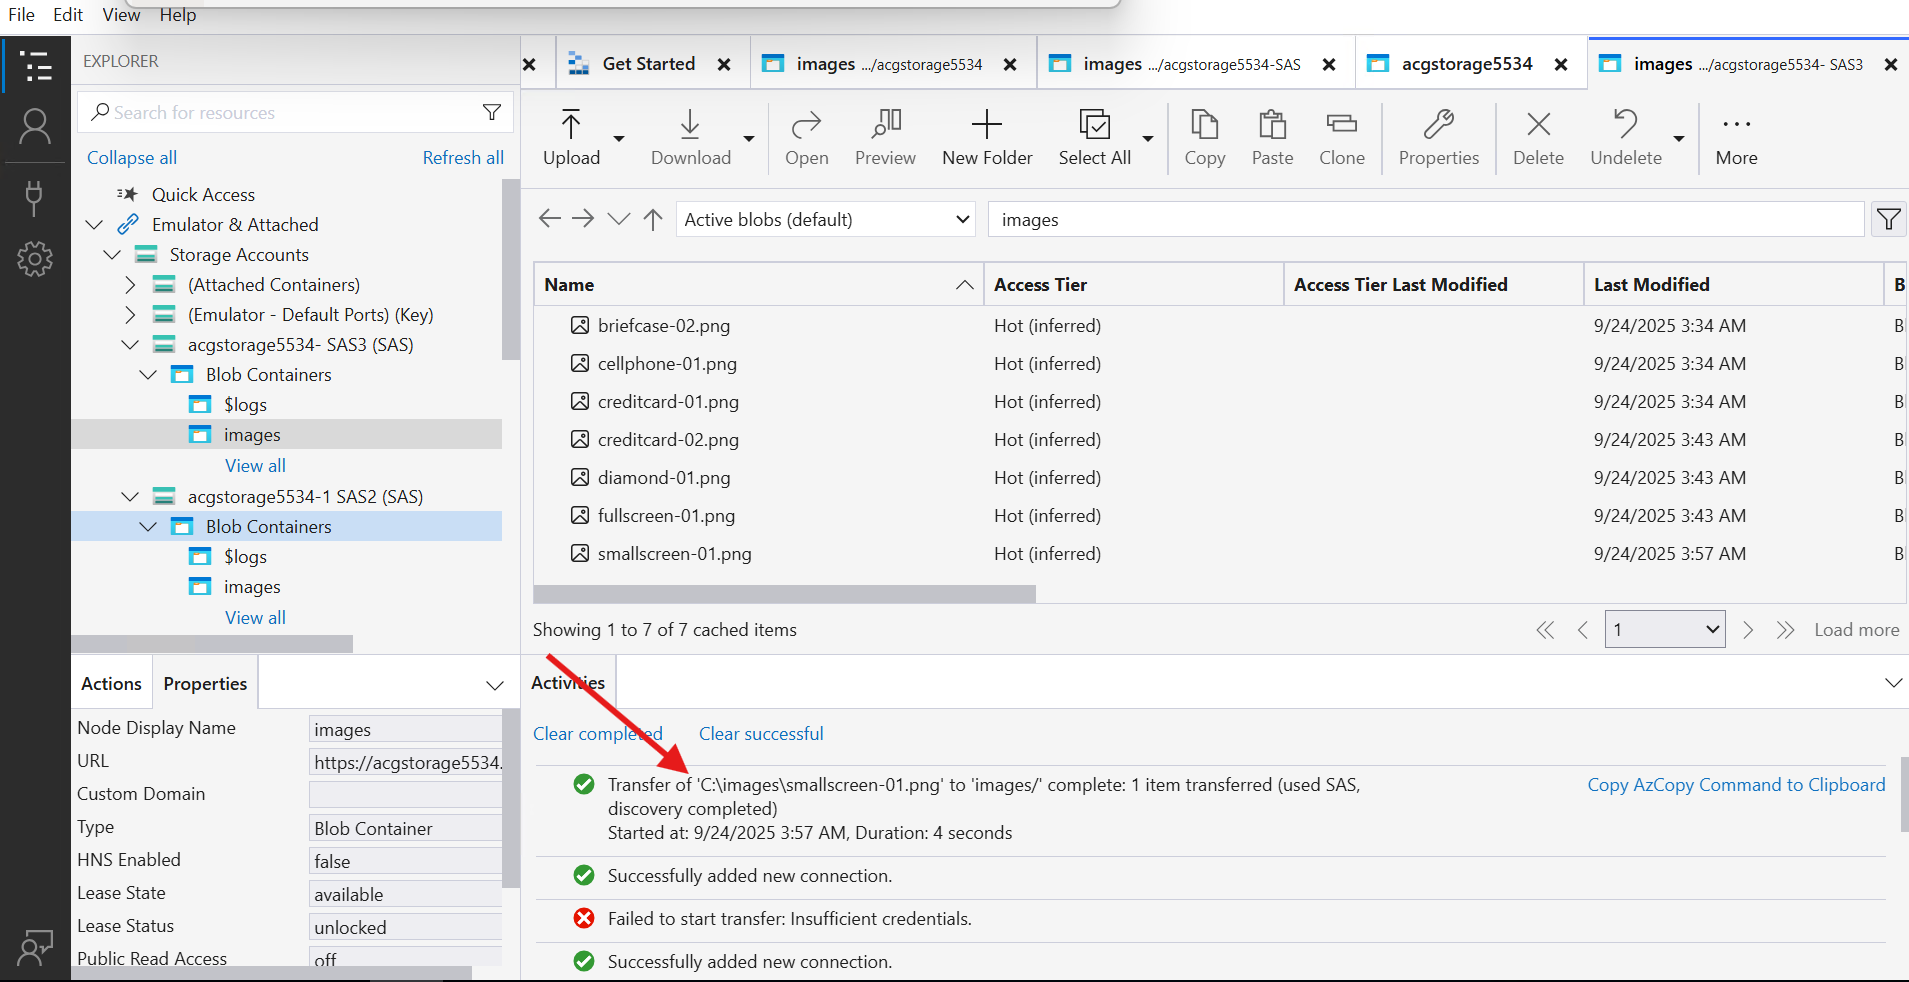 File Edit View Help
EXPLORER
Search for resources
Collapse all Refresh all
Quick Access
Emulator & Attached
Storage Accounts
(Attached Containers)
(Emulator - Default Ports) (Key)
acgstorage5534- SAS3 (SAS)
Blob Containers
$logs
images
View all
acgstorage5534-1 SAS2 (SAS)
Blob Containers
$logs
images
View all
Actions Properties
Node Display Name images
URL https://acgstorage5534.
Custom Domain
Type Blob Container
HNS Enabled false
Lease State available
Lease Status unlocked
Public Read Access off
Get Started images .../acgstorage5534 images .../acgstorage5534-SAS acgstorage5534 images .../acgstorage5534- SAS3
Upload Download Open Preview New Folder Select All Copy Paste Clone Properties Delete Undelete More
Active blobs (default) images
Name Access Tier Access Tier Last Modified Last Modified B
briefcase-02.png Hot (inferred) 9/24/2025 3:34 AM Bl
cellphone-01.png Hot (inferred) 9/24/2025 3:34 AM Bl
creditcard-01.png Hot (inferred) 9/24/2025 3:34 AM Bl
creditcard-02.png Hot (inferred) 9/24/2025 3:43 AM Bl
diamond-01.png Hot (inferred) 9/24/2025 3:43 AM Bl
fullscreen-01.png Hot (inferred) 9/24/2025 3:43 AM Bl
smallscreen-01.png Hot (inferred) 9/24/2025 3:57 AM Bl
Showing 1 to 7 of 7 cached items 1 Load more
Activities
Clear completed Clear successful
Transfer of 'C:\images\smallscreen-01.png' to 'images/' complete: 1 item transferred (used SAS, Copy AzCopy Command to Clipboard
discovery completed)
Started at: 9/24/2025 3:57 AM, Duration: 4 seconds
Successfully added new connection.
Failed to start transfer: Insufficient credentials.
Successfully added new connection.